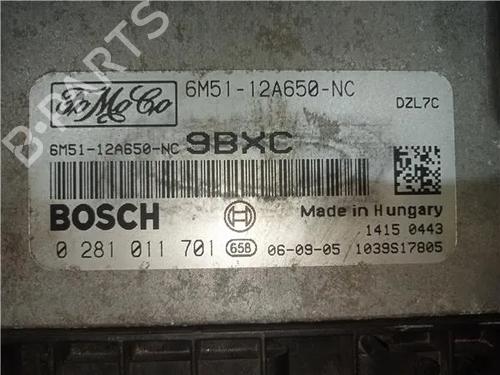 FoMoCo
6M51-12A650-NC
DZL7C
6M51-12A650-NC 9BXC
BOSCH
Made in Hungary
1415 0443
0 281 011 701 658 06-09-05 1039S17805
B-PARTS